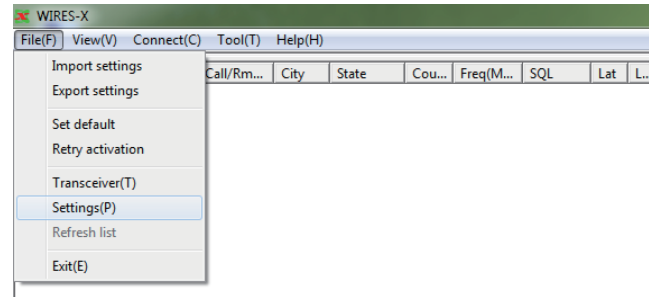 WIRES-X
File(F) View(V) Connect(C) Tool(T) Help(H)
Call/Rm... City State Cou... Freq(M... SQL Lat L...
Import settings
Export settings
Set default
Retry activation
Transceiver(T)
Settings(P)
Refresh list
Exit(E)